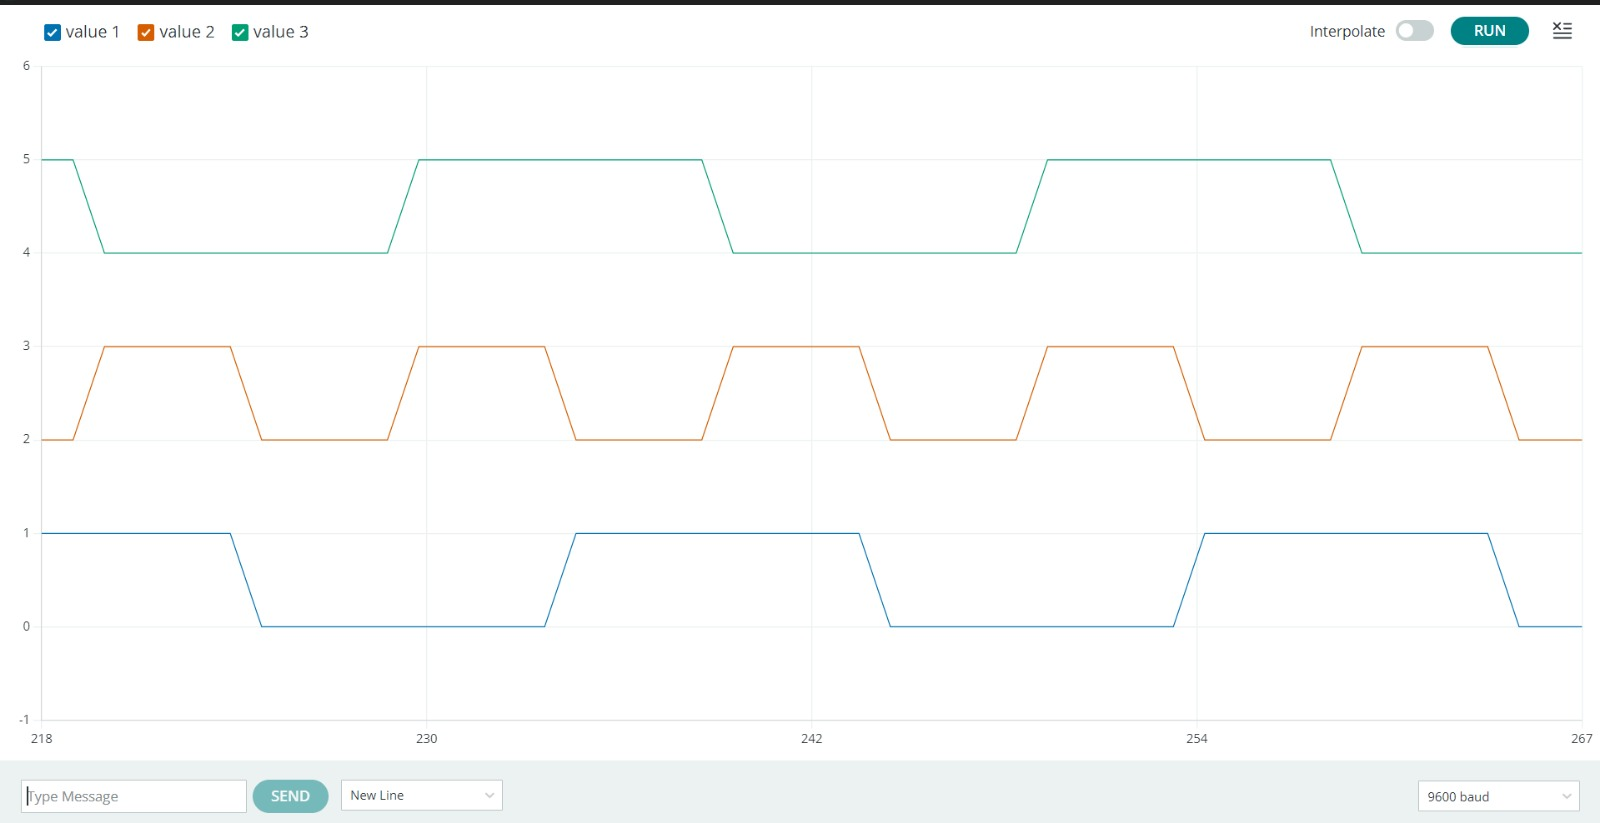 value 1 value 2 value 3 Interpolate RUN
6
5
4
3
2
1
0
-1
218 230 242 254 267
Type Message SEND New Line 9600 baud